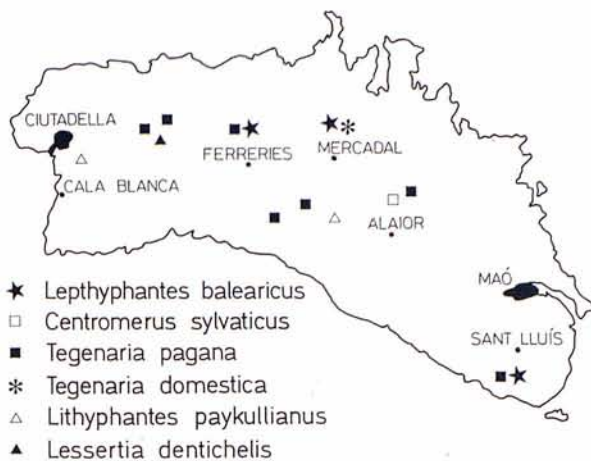 CIUTADELLA
FERRERIES
MERCADAL
CALA BLANCA
ALAIOR
MAÓ
SANT LLUÍS
Lepthyphantes balearicus
Centromerus sylvaticus
Tegenaria pagana
Tegenaria domestica
Lithyphantes paykullianus
Lessertia dentichelis